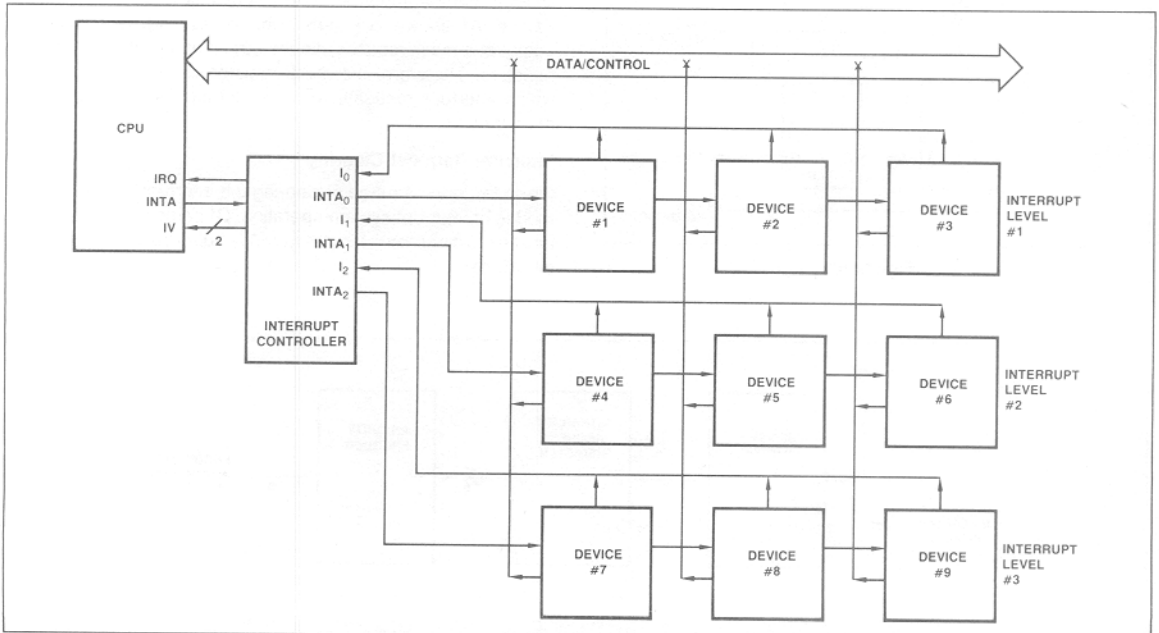 DATA/CONTROL
CPU
IRQ
INTA
IV
2
I0
INTA0
I1
INTA1
I2
INTA2
INTERRUPT
CONTROLLER
DEVICE
#1
DEVICE
#2
DEVICE
#3
INTERRUPT
LEVEL
#1
DEVICE
#4
DEVICE
#5
DEVICE
#6
INTERRUPT
LEVEL
#2
DEVICE
#7
DEVICE
#8
DEVICE
#9
INTERRUPT
LEVEL
#3